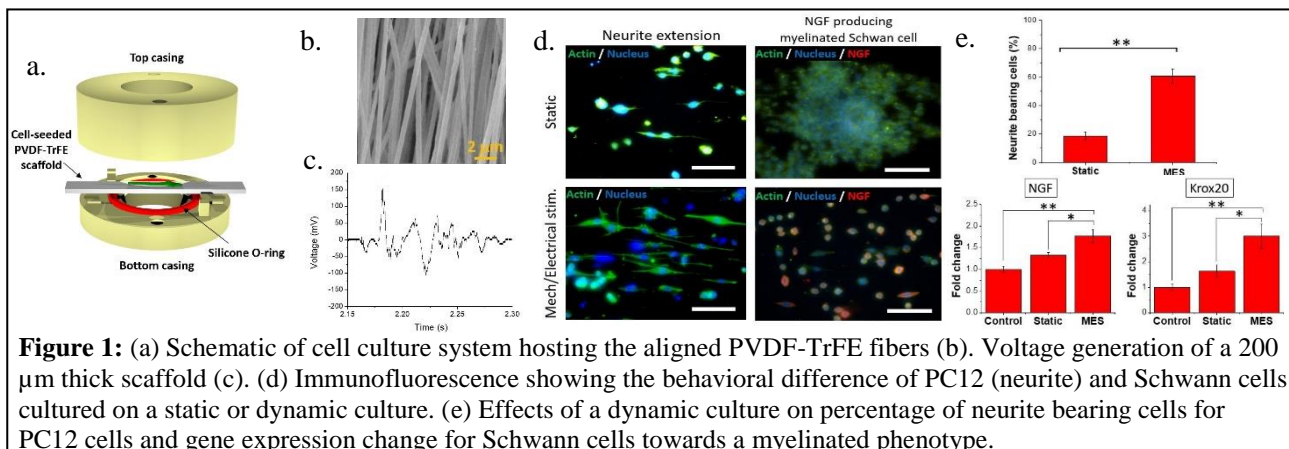 a.
Top casing
Cell-seeded
PVDF-TrFE
scaffold
Silicone O-ring
Bottom casing
b.
2 µm
c.
Voltage (mV)
200
150
100
50
0
-50
-100
-150
-200
2.15
2.20
2.25
2.30
Time (s)
d.
Neurite extension
NGF producing
myelinated Schwan cell
Static
Actin / Nucleus
Actin / Nucleus / NGF
Mech/Electrical stim.
Actin / Nucleus
Actin / Nucleus / NGF
e.
Neurite bearing cells (%)
100
80
60
40
20
0
**
Static
MES
NGF
Fold change
2.5
2.0
1.5
1.0
0.5
0.0
**
*
Control
Static
MES
Krox20
Fold change
4
3
2
1
0
**
*
Control
Static
MES
Figure 1: (a) Schematic of cell culture system hosting the aligned PVDF-TrFE fibers (b). Voltage generation of a 200
µm thick scaffold (c). (d) Immunofluorescence showing the behavioral difference of PC12 (neurite) and Schwann cells
cultured on a static or dynamic culture. (e) Effects of a dynamic culture on percentage of neurite bearing cells for
PC12 cells and gene expression change for Schwann cells towards a myelinated phenotype.